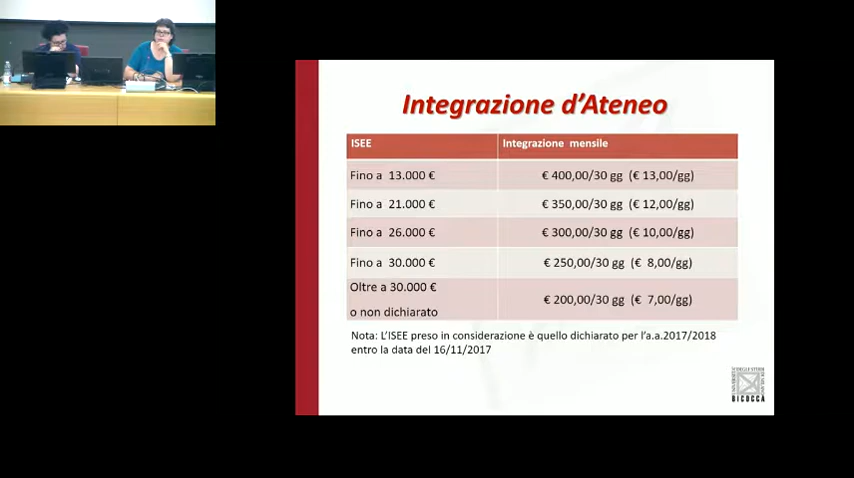 Integrazione d'Ateneo
ISEE Integrazione mensile
Fino a 13.000 € € 400,00/30 gg (€ 13,00/gg)
Fino a 21.000 € € 350,00/30 gg (€ 12,00/gg)
Fino a 26.000 € € 300,00/30 gg (€ 10,00/gg)
Fino a 30.000 € € 250,00/30 gg (€ 8,00/gg)
Oltre a 30.000 €
o non dichiarato € 200,00/30 gg (€ 7,00/gg)
Nota: L'ISEE preso in considerazione è quello dichiarato per l'a.a.2017/2018
entro la data del 16/11/2017
BICOCCA